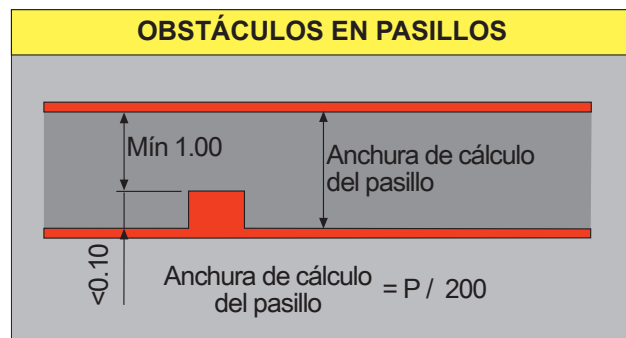 OBSTÁCULOS EN PASILLOS
Mín 1.00
Anchura de cálculo
del pasillo
<0.10
Anchura de cálculo
del pasillo = P / 200